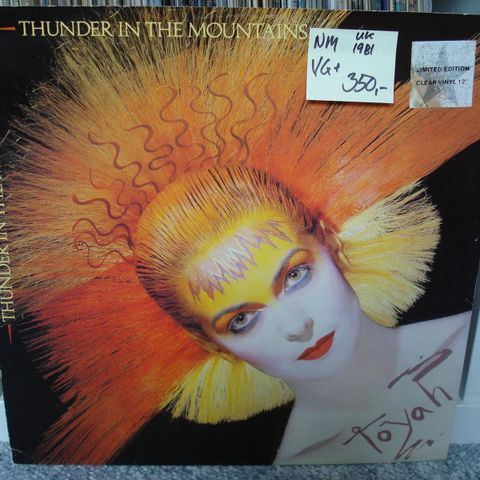 THUNDER IN THE MOUNTAINS
NM UK
1981
VG+ 350,-
LIMITED EDITION
CLEAR VINYL 12"
THUNDER IN THE
Toyah